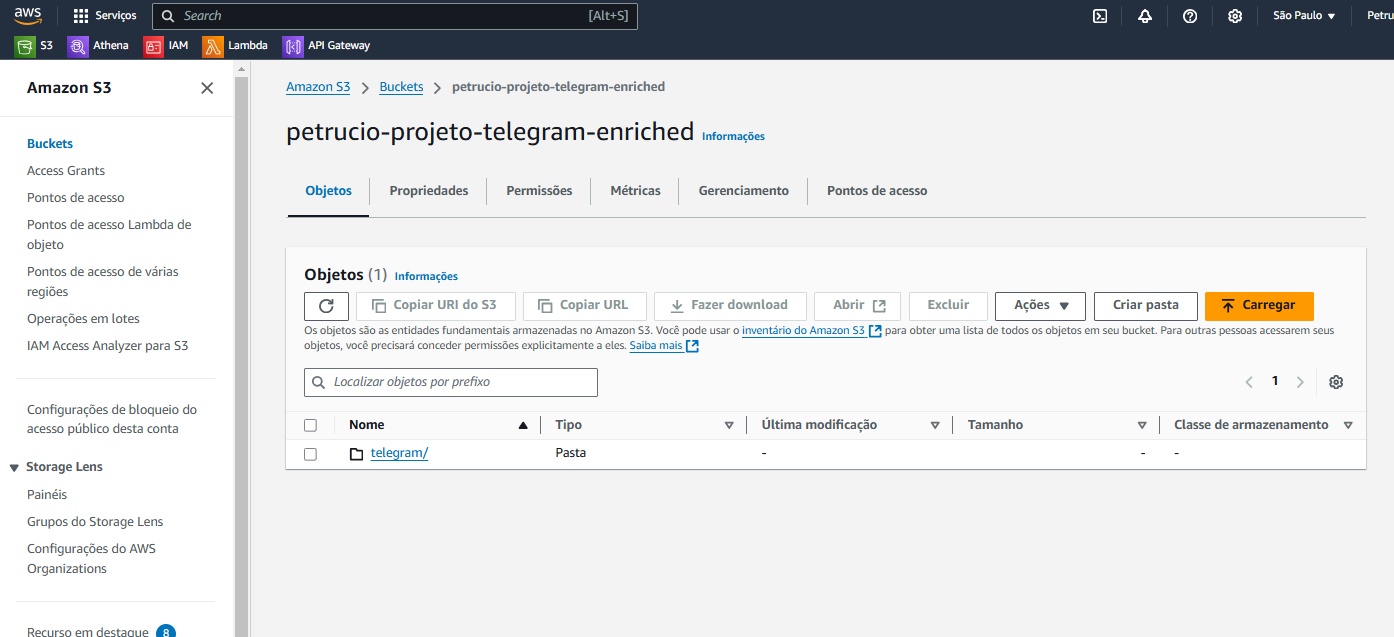 aws Serviços Search [Alt+S] São Paulo Petru
S3 Athena IAM Lambda API Gateway
Amazon S3
Buckets
Access Grants
Pontos de acesso
Pontos de acesso Lambda de
objeto
Pontos de acesso de várias
regiões
Operações em lotes
IAM Access Analyzer para S3
Configurações de bloqueio do
acesso público desta conta
Storage Lens
Painéis
Grupos do Storage Lens
Configurações do AWS
Organizations
Recurso em destaque 8
Amazon S3 Buckets petrucio-projeto-telegram-enriched
petrucio-projeto-telegram-enriched Informações
Objetos Propriedades Permissões Métricas Gerenciamento Pontos de acesso
Objetos (1) Informações
Copiar URI do S3 Copiar URL Fazer download Abrir Excluir Ações Criar pasta Carregar
Os objetos são as entidades fundamentais armazenadas no Amazon S3. Você pode usar o inventário do Amazon S3 para obter uma lista de todos os objetos em seu bucket. Para outras pessoas acessarem seus
objetos, você precisará conceder permissões explicitamente a eles. Saiba mais
Localizar objetos por prefixo 1
Nome Tipo Última modificação Tamanho Classe de armazenamento
telegram/ Pasta - - -